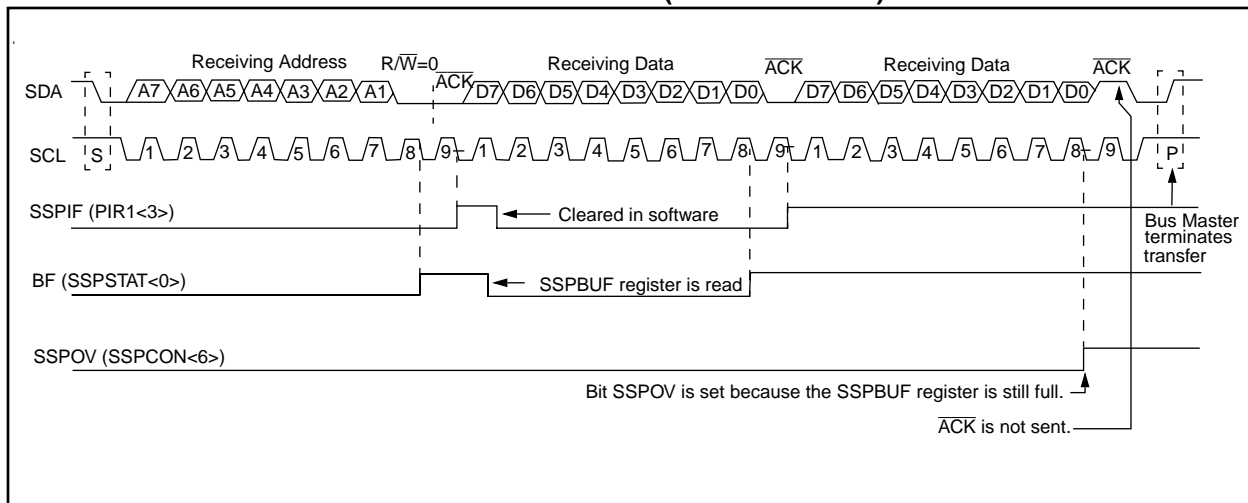 Receiving Address R/W̅=0 Receiving Data A̅C̅K̅ Receiving Data A̅C̅K̅
A̅C̅K̅
SDA A7 A6 A5 A4 A3 A2 A1 D7 D6 D5 D4 D3 D2 D1 D0 D7 D6 D5 D4 D3 D2 D1 D0
SCL S 1 2 3 4 5 6 7 8 9 1 2 3 4 5 6 7 8 9 1 2 3 4 5 6 7 8 9 P
SSPIF (PIR1<3>) Cleared in software
Bus Master
terminates
transfer
BF (SSPSTAT<0>) SSPBUF register is read
SSPOV (SSPCON<6>)
Bit SSPOV is set because the SSPBUF register is still full.
A̅C̅K̅ is not sent.